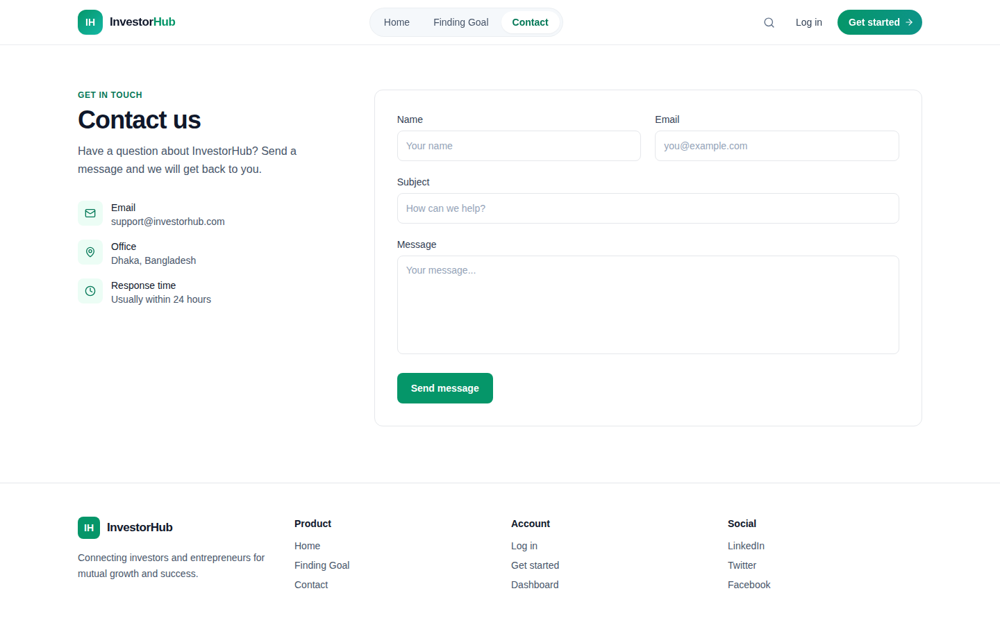 IH InvestorHub
Home Finding Goal Contact
Log in Get started
GET IN TOUCH
Contact us
Have a question about InvestorHub? Send a
message and we will get back to you.
Email
support@investorhub.com
Office
Dhaka, Bangladesh
Response time
Usually within 24 hours
Name
Your name
Email
you@example.com
Subject
How can we help?
Message
Your message...
Send message
IH InvestorHub
Connecting investors and entrepreneurs for
mutual growth and success.
Product
Home
Finding Goal
Contact
Account
Log in
Get started
Dashboard
Social
LinkedIn
Twitter
Facebook